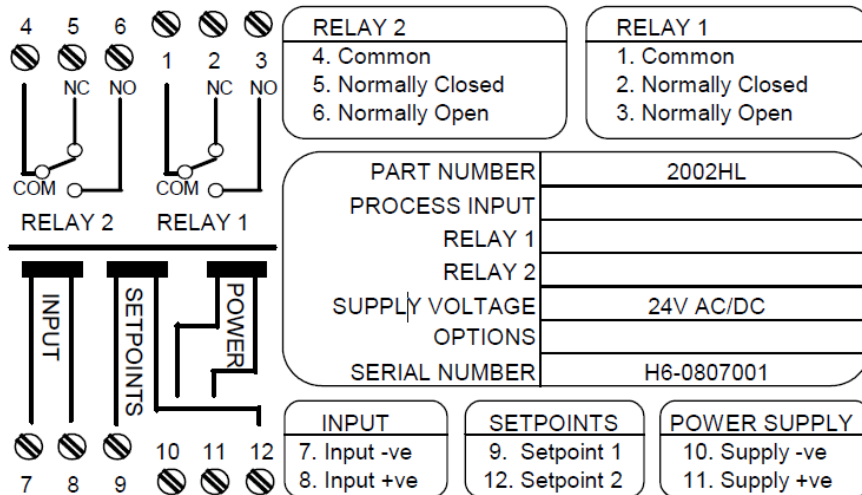 4 5 6
1 2 3
NC NO
NC NO
COM
COM
RELAY 2
RELAY 1
RELAY 2
4. Common
5. Normally Closed
6. Normally Open
RELAY 1
1. Common
2. Normally Closed
3. Normally Open
PART NUMBER 2002HL
PROCESS INPUT
RELAY 1
RELAY 2
SUPPLY VOLTAGE 24V AC/DC
OPTIONS
SERIAL NUMBER H6-0807001
INPUT
SETPOINTS
POWER
10 11 12
7 8 9
INPUT
7. Input -ve
8. Input +ve
SETPOINTS
9. Setpoint 1
12. Setpoint 2
POWER SUPPLY
10. Supply -ve
11. Supply +ve